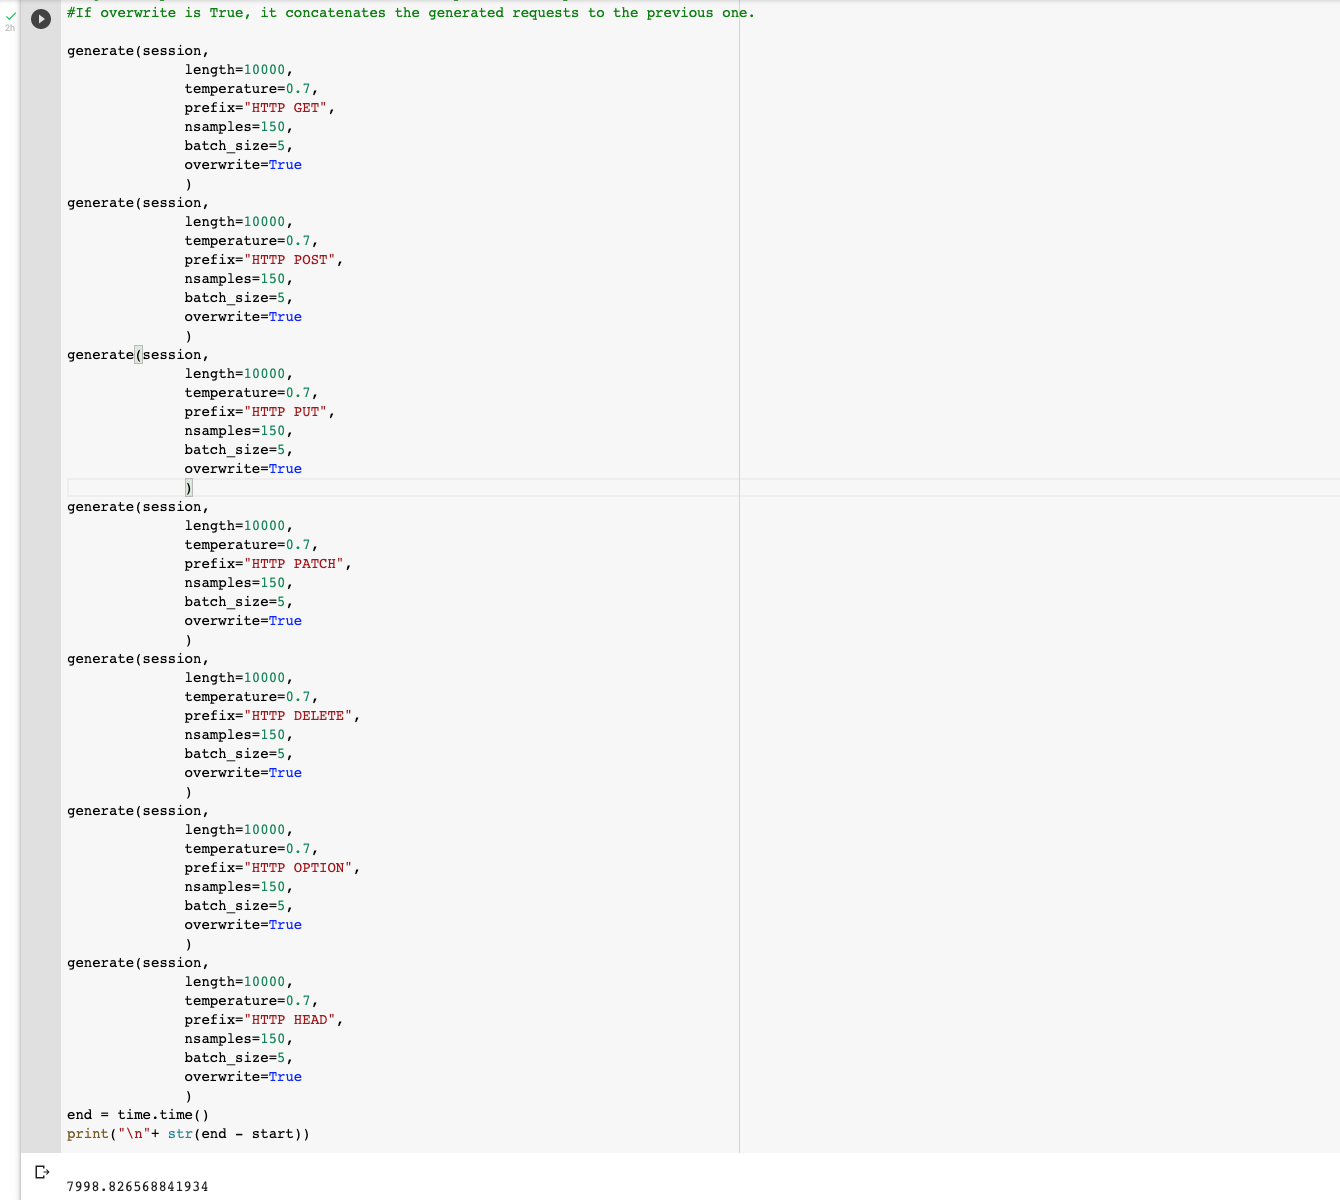 #If overwrite is True, it concatenates the generated requests to the previous one.
2h
generate(session,
length=10000,
temperature=0.7,
prefix="HTTP GET",
nsamples=150,
batch_size=5,
overwrite=True
)
generate(session,
length=10000,
temperature=0.7,
prefix="HTTP POST",
nsamples=150,
batch_size=5,
overwrite=True
)
generate(session,
length=10000,
temperature=0.7,
prefix="HTTP PUT",
nsamples=150,
batch_size=5,
overwrite=True
)
generate(session,
length=10000,
temperature=0.7,
prefix="HTTP PATCH",
nsamples=150,
batch_size=5,
overwrite=True
)
generate(session,
length=10000,
temperature=0.7,
prefix="HTTP DELETE",
nsamples=150,
batch_size=5,
overwrite=True
)
generate(session,
length=10000,
temperature=0.7,
prefix="HTTP OPTION",
nsamples=150,
batch_size=5,
overwrite=True
)
generate(session,
length=10000,
temperature=0.7,
prefix="HTTP HEAD",
nsamples=150,
batch_size=5,
overwrite=True
)
end = time.time()
print("\n"+ str(end - start))
7998.826568841934